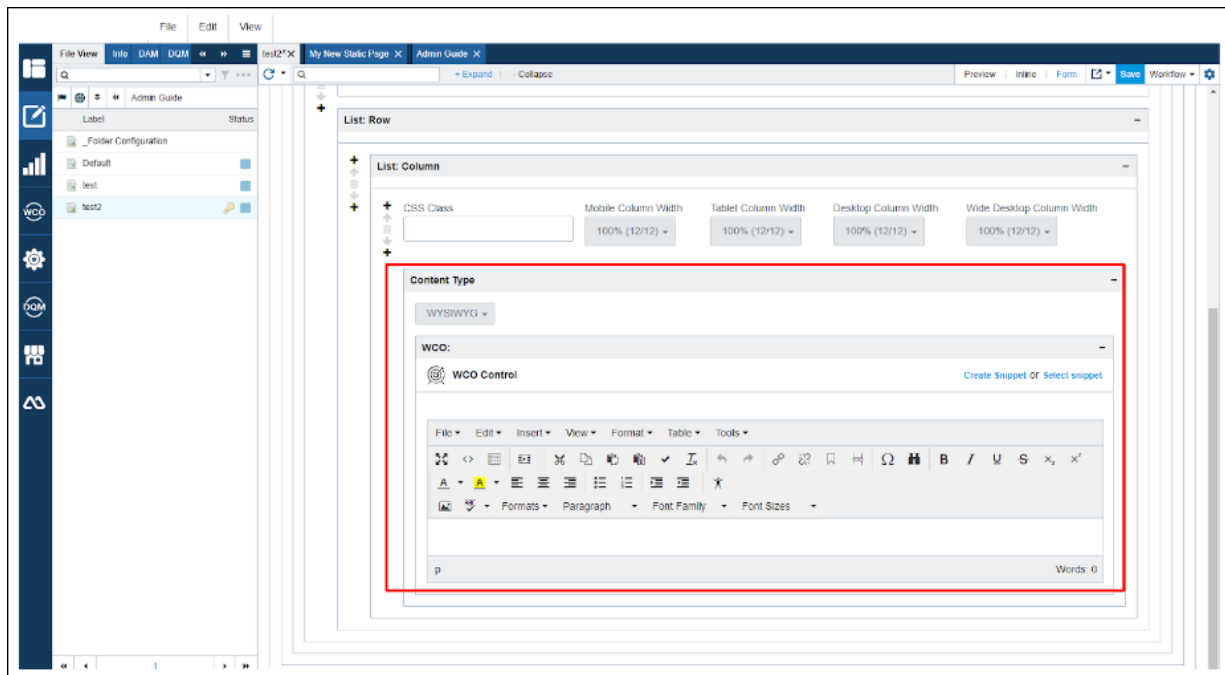 File Edit View
File View Info DAM DQM test2* X My New Static Page X Admin Guide X
+ Expand | - Collapse Preview | Inline | Form Save Workflow
Admin Guide
Label Status
_Folder Configuration
Default
test
test2
WCO
DQM
List: Row
List: Column
CSS Class Mobile Column Width Tablet Column Width Desktop Column Width Wide Desktop Column Width
100% (12/12) 100% (12/12) 100% (12/12) 100% (12/12)
Content Type
WYSIWYG
WCO:
WCO Control Create Snippet or Select snippet
File Edit Insert View Format Table Tools
B I U S x₂ x²
A A
Formats Paragraph Font Family Font Sizes
p Words: 0
1